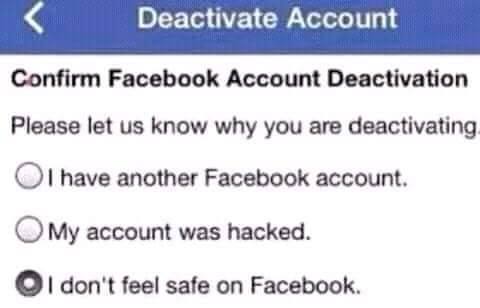 Deactivate Account
Confirm Facebook Account Deactivation
Please let us know why you are deactivating.
I have another Facebook account.
My account was hacked.
I don't feel safe on Facebook.